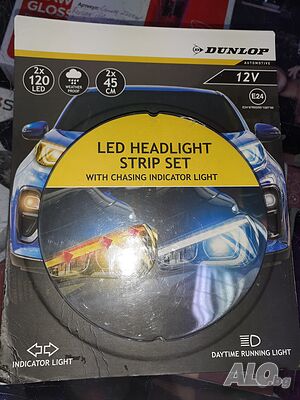 GLOSS
DUNLOP
AUTOMOTIVE
2x
120
LED
WEATHER
PROOF
2x
45
CM
12V
E24
LED HEADLIGHT
STRIP SET
WITH CHASING INDICATOR LIGHT
INDICATOR LIGHT
DAYTIME RUNNING LIGHT
ALO.bg